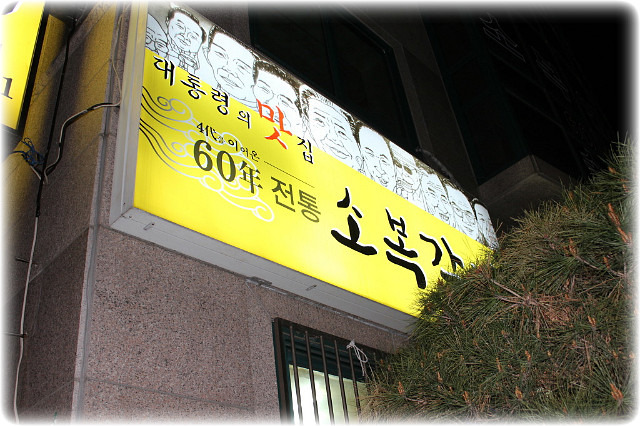 대통령의 맛집
4代를 이어온
60年 전통
소복갈